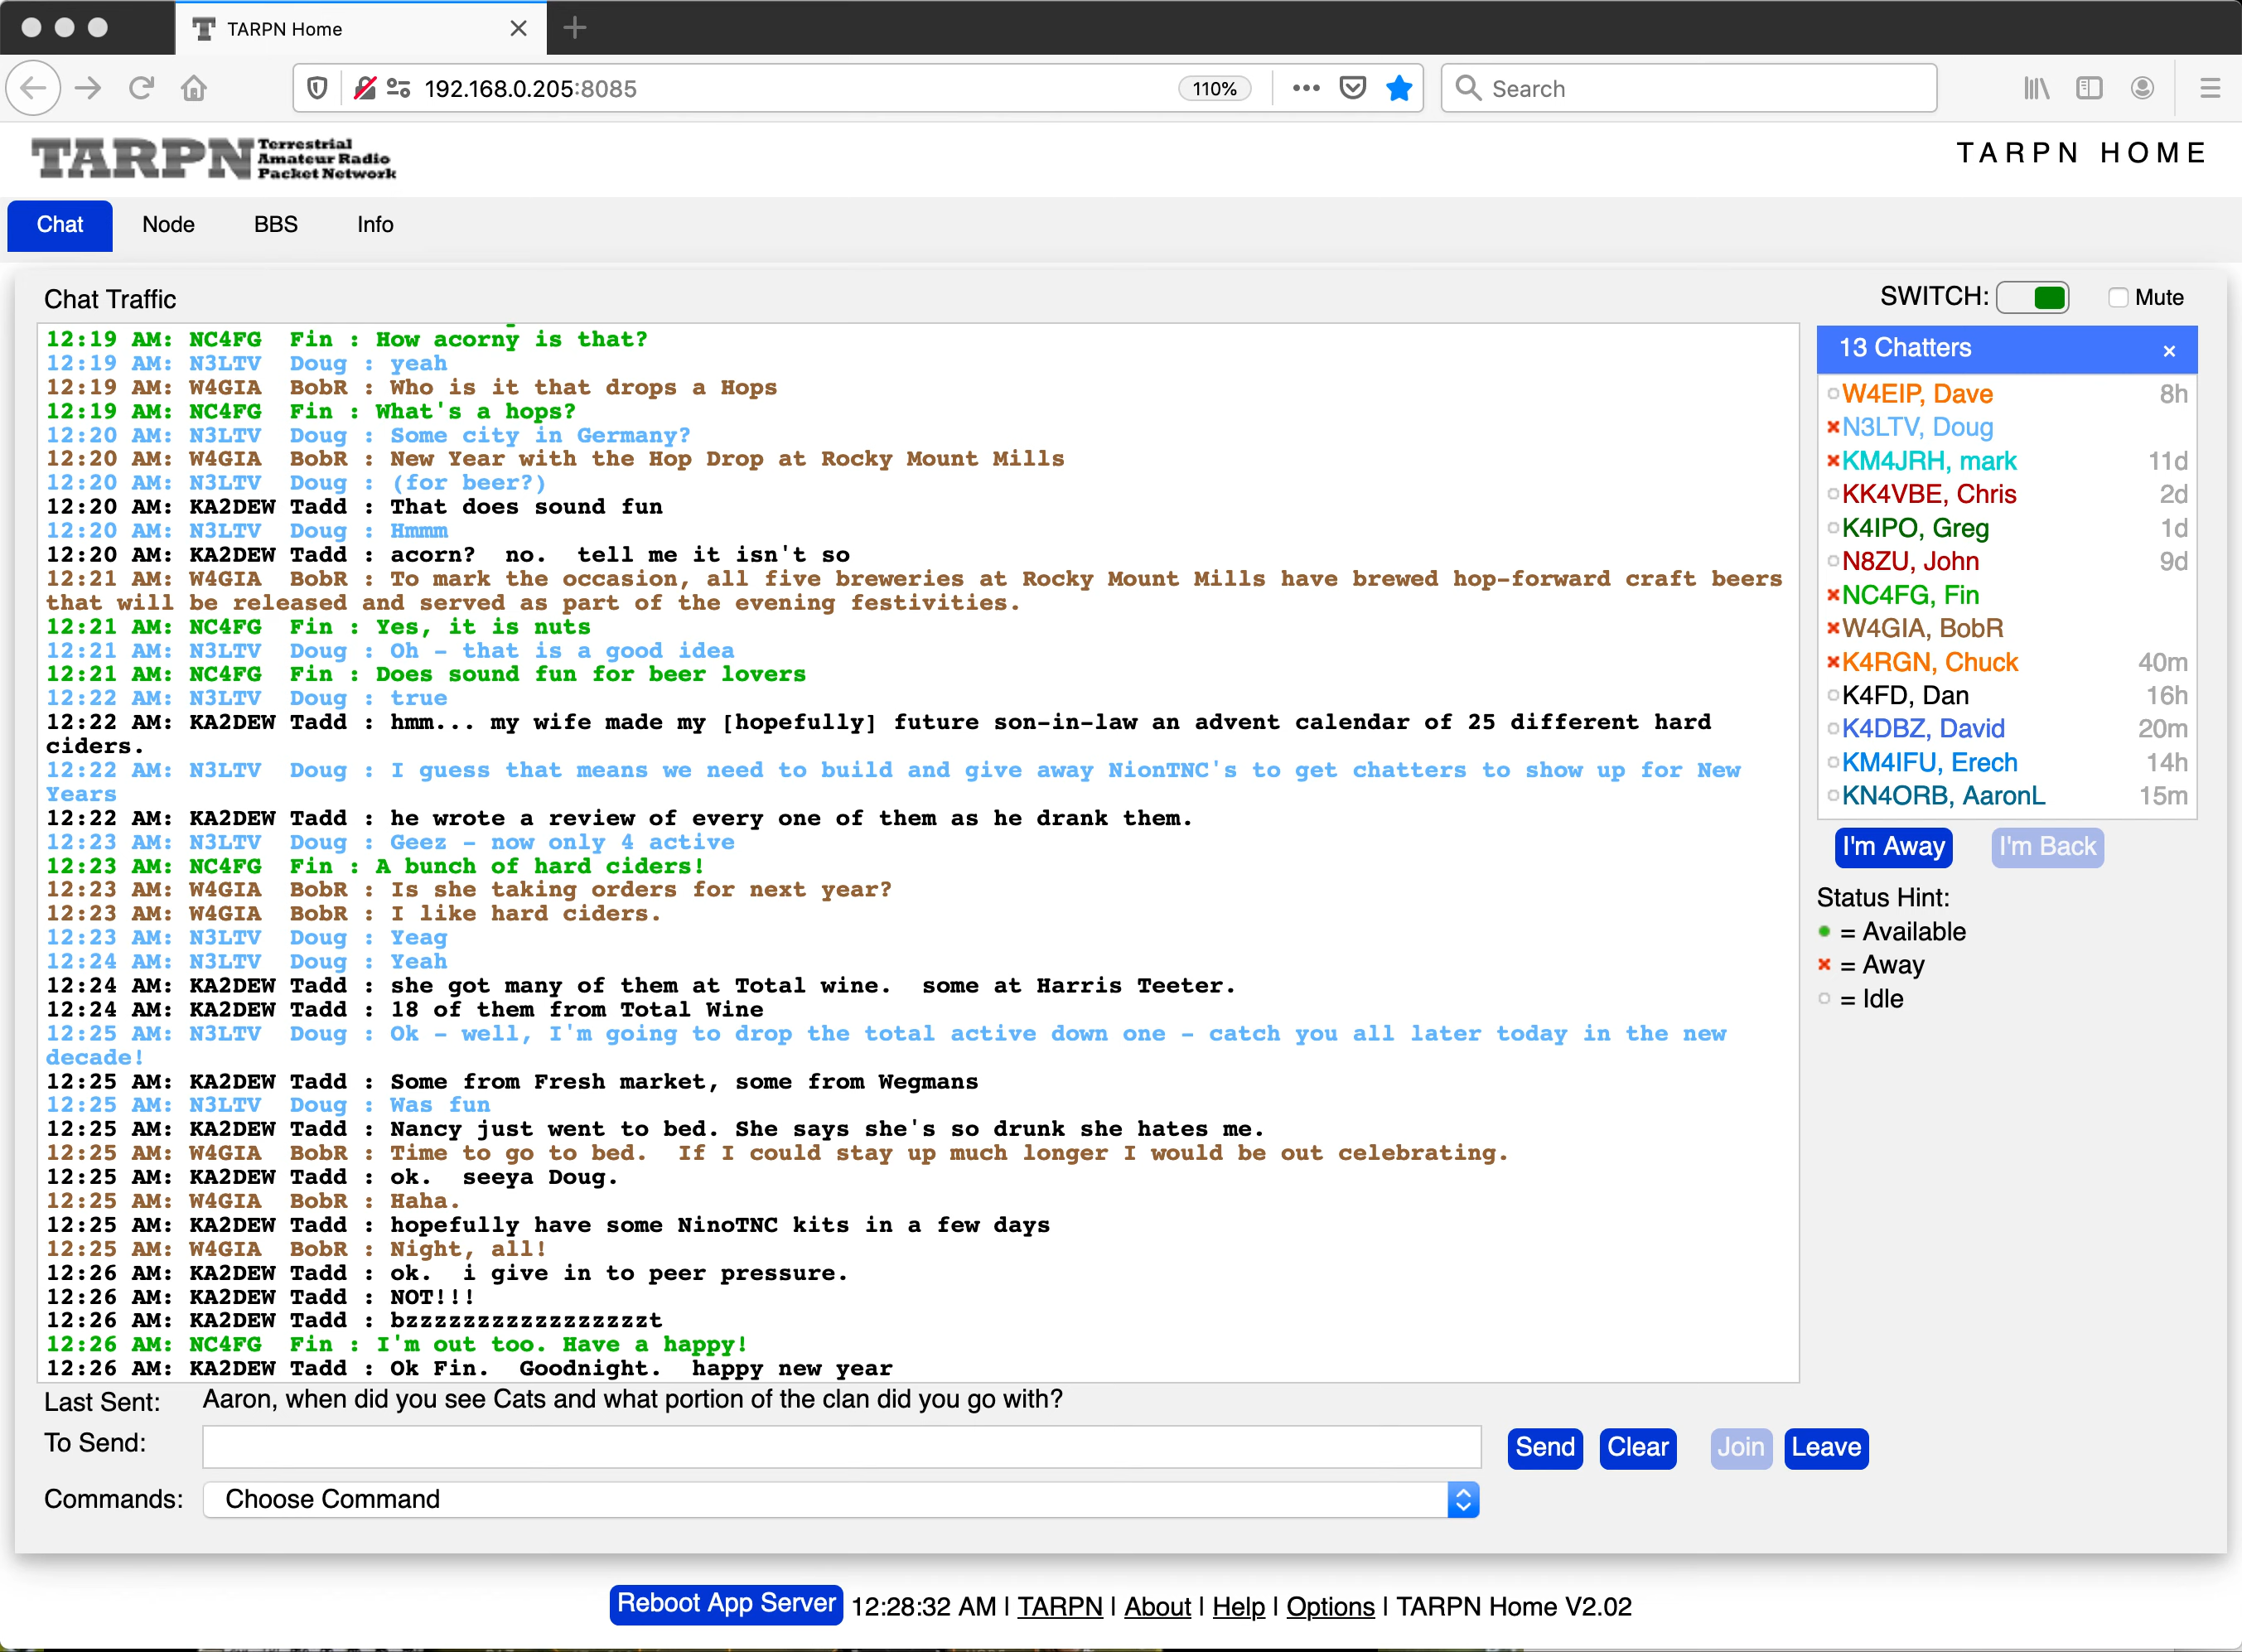 TARPN Home
192.168.0.205:8085
110%
Search
TARPN Terrestrial
Amateur Radio
Packet Network
TARPN HOME
Chat Node BBS Info
Chat Traffic
SWITCH: Mute
12:19 AM: NC4FG Fin : How acorny is that?
12:19 AM: N3LTV Doug : yeah
12:19 AM: W4GIA BobR : Who is it that drops a Hops
12:19 AM: NC4FG Fin : What's a hops?
12:20 AM: N3LTV Doug : Some city in Germany?
12:20 AM: W4GIA BobR : New Year with the Hop Drop at Rocky Mount Mills
12:20 AM: N3LTV Doug : (for beer?)
12:20 AM: KA2DEW Tadd : That does sound fun
12:20 AM: N3LTV Doug : Hmmm
12:20 AM: KA2DEW Tadd : acorn? no. tell me it isn't so
12:21 AM: W4GIA BobR : To mark the occasion, all five breweries at Rocky Mount Mills have brewed hop-forward craft beers
that will be released and served as part of the evening festivities.
12:21 AM: NC4FG Fin : Yes, it is nuts
12:21 AM: N3LTV Doug : Oh - that is a good idea
12:21 AM: NC4FG Fin : Does sound fun for beer lovers
12:22 AM: N3LTV Doug : true
12:22 AM: KA2DEW Tadd : hmm... my wife made my [hopefully] future son-in-law an advent calendar of 25 different hard
ciders.
12:22 AM: N3LTV Doug : I guess that means we need to build and give away NionTNC's to get chatters to show up for New
Years
12:22 AM: KA2DEW Tadd : he wrote a review of every one of them as he drank them.
12:23 AM: N3LTV Doug : Geez - now only 4 active
12:23 AM: NC4FG Fin : A bunch of hard ciders!
12:23 AM: W4GIA BobR : Is she taking orders for next year?
12:23 AM: W4GIA BobR : I like hard ciders.
12:23 AM: N3LTV Doug : Yeag
12:24 AM: N3LTV Doug : Yeah
12:24 AM: KA2DEW Tadd : she got many of them at Total wine. some at Harris Teeter.
12:24 AM: KA2DEW Tadd : 18 of them from Total Wine
12:25 AM: N3LTV Doug : Ok - well, I'm going to drop the total active down one - catch you all later today in the new
decade!
12:25 AM: KA2DEW Tadd : Some from Fresh market, some from Wegmans
12:25 AM: N3LTV Doug : Was fun
12:25 AM: KA2DEW Tadd : Nancy just went to bed. She says she's so drunk she hates me.
12:25 AM: W4GIA BobR : Time to go to bed. If I could stay up much longer I would be out celebrating.
12:25 AM: KA2DEW Tadd : ok. seeya Doug.
12:25 AM: W4GIA BobR : Haha.
12:25 AM: KA2DEW Tadd : hopefully have some NinoTNC kits in a few days
12:25 AM: W4GIA BobR : Night, all!
12:26 AM: KA2DEW Tadd : ok. i give in to peer pressure.
12:26 AM: KA2DEW Tadd : NOT!!!
12:26 AM: KA2DEW Tadd : bzzzzzzzzzzzzzzzzzt
12:26 AM: NC4FG Fin : I'm out too. Have a happy!
12:26 AM: KA2DEW Tadd : Ok Fin. Goodnight. happy new year
13 Chatters ×
W4EIP, Dave 8h
N3LTV, Doug
KM4JRH, mark 11d
KK4VBE, Chris 2d
K4IPO, Greg 1d
N8ZU, John 9d
NC4FG, Fin
W4GIA, BobR
K4RGN, Chuck 40m
K4FD, Dan 16h
K4DBZ, David 20m
KM4IFU, Erech 14h
KN4ORB, AaronL 15m
I'm Away I'm Back
Status Hint:
= Available
= Away
= Idle
Last Sent: Aaron, when did you see Cats and what portion of the clan did you go with?
To Send:
Send Clear Join Leave
Commands: Choose Command
Reboot App Server 12:28:32 AM | TARPN | About | Help | Options | TARPN Home V2.02